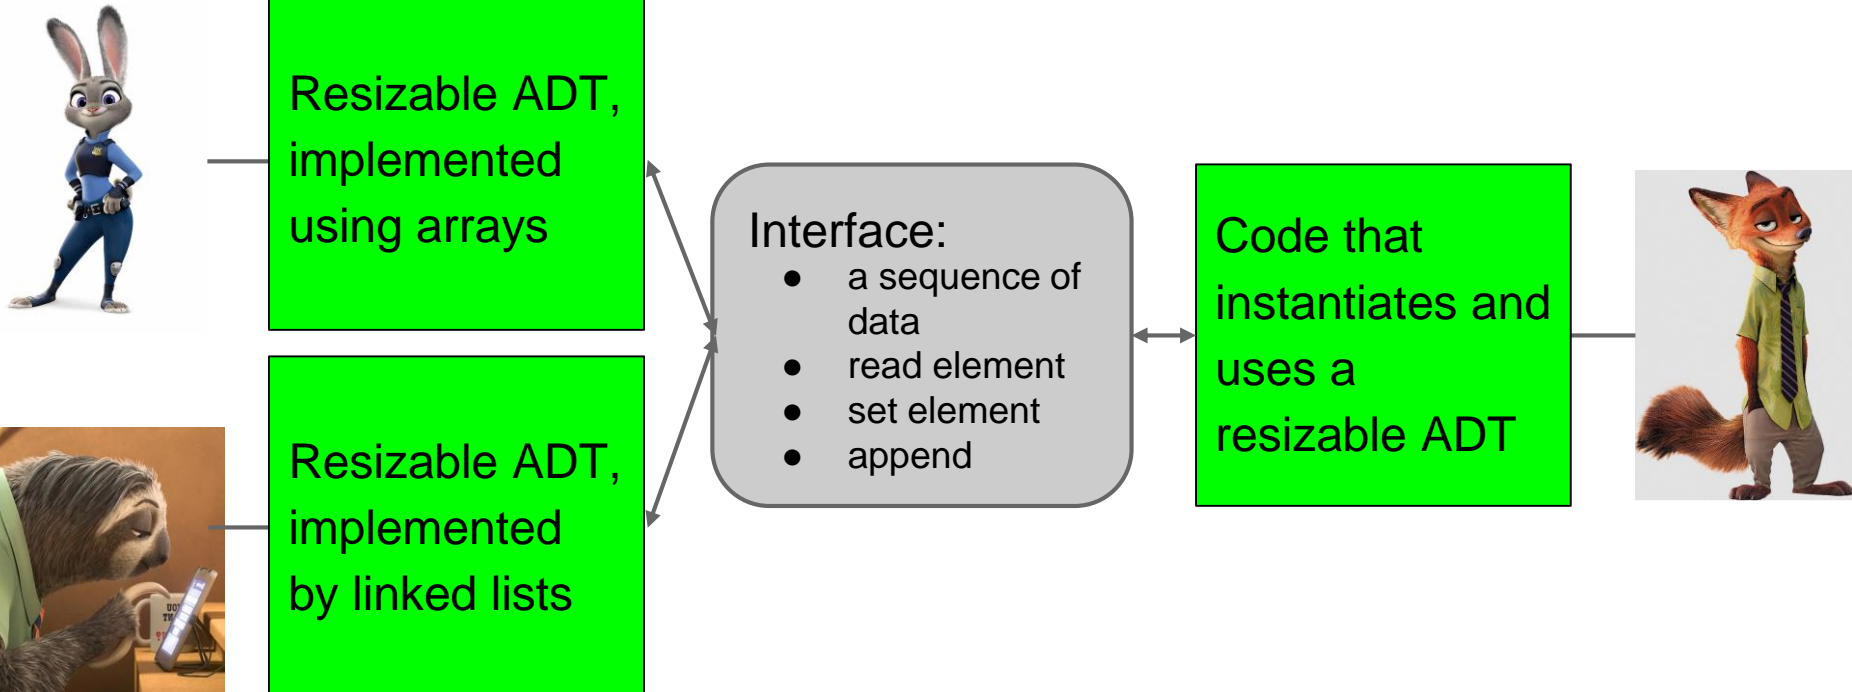 Resizable ADT,
implemented
using arrays
Resizable ADT,
implemented
by linked lists
Interface:
● a sequence of
data
● read element
● set element
● append
Code that
instantiates and
uses a
resizable ADT